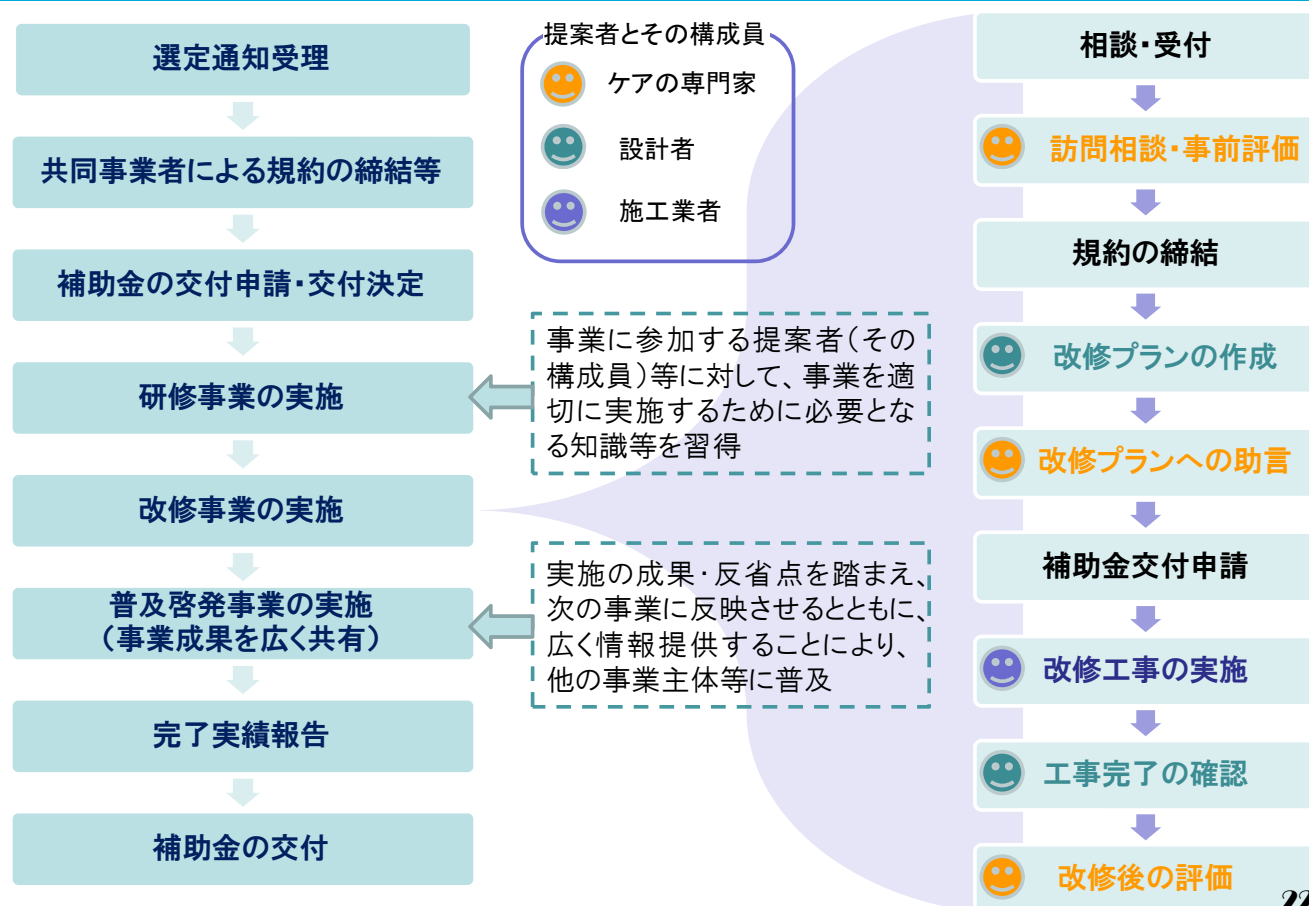 選定通知受理
共同事業者による規約の締結等
補助金の交付申請・交付決定
研修事業の実施
改修事業の実施
普及啓発事業の実施
(事業成果を広く共有)
完了実績報告
補助金の交付
提案者とその構成員
ケアの専門家
設計者
施工業者
事業に参加する提案者(その
構成員)等に対して、事業を適
切に実施するために必要とな
る知識等を習得
実施の成果・反省点を踏まえ、
次の事業に反映させるとともに、
広く情報提供することにより、
他の事業主体等に普及
相談・受付
訪問相談・事前評価
規約の締結
改修プランの作成
改修プランへの助言
補助金交付申請
改修工事の実施
工事完了の確認
改修後の評価